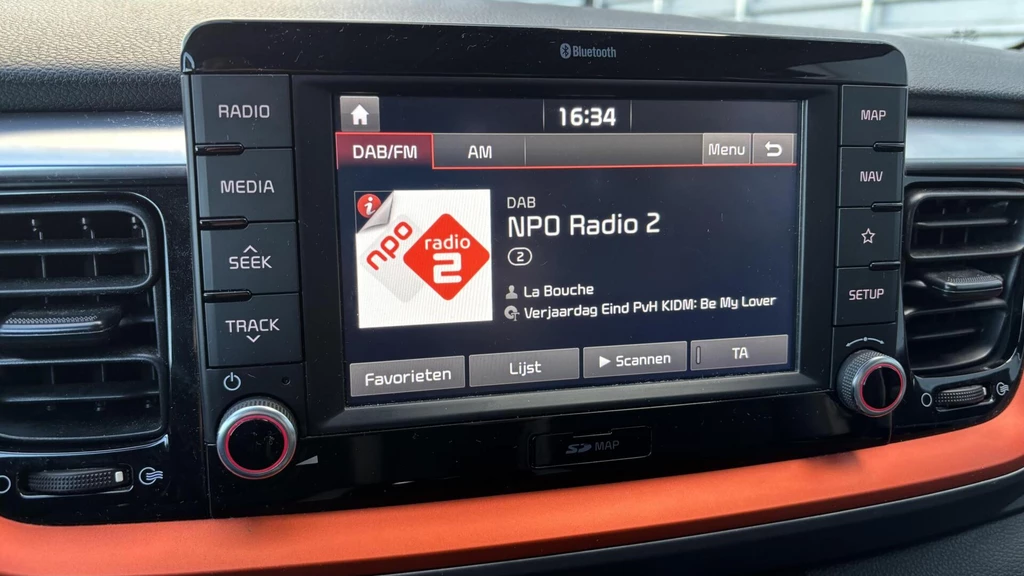 Bluetooth
RADIO
MEDIA
SEEK
TRACK
16:34
DAB/FM
AM
Menu
i
npo
radio
2
DAB
NPO Radio 2
2
La Bouche
Verjaardag Eind PvH KIDM: Be My Lover
Favorieten
Lijst
Scannen
TA
MAP
NAV
SETUP
SD MAP